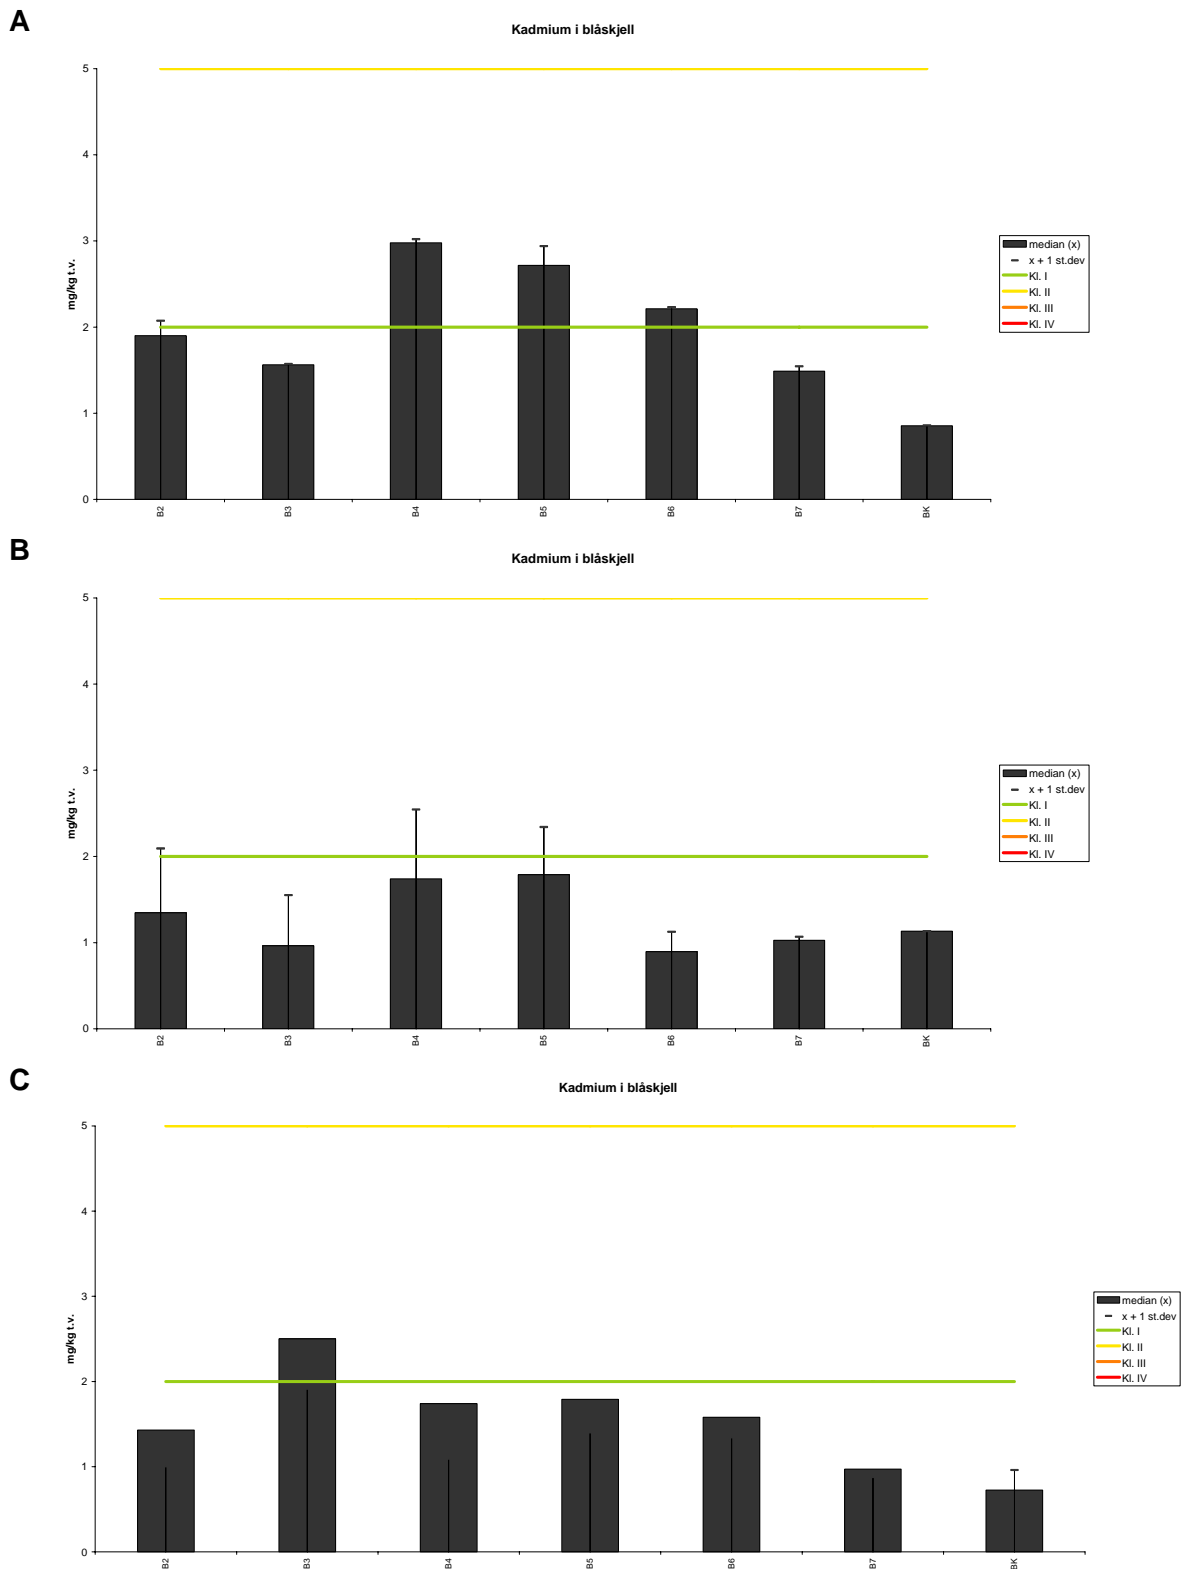 A
Kadmium i blåskjell
5
4
3
2
1
0
mg/kg t.v.
B2
B3
B4
B5
B6
B7
BK
median (x)
x + 1 st.dev
Kl. I
Kl. II
Kl. III
Kl. IV
B
Kadmium i blåskjell
5
4
3
2
1
0
mg/kg t.v.
B2
B3
B4
B5
B6
B7
BK
median (x)
x + 1 st.dev
Kl. I
Kl. II
Kl. III
Kl. IV
C
Kadmium i blåskjell
5
4
3
2
1
0
mg/kg t.v.
B2
B3
B4
B5
B6
B7
BK
median (x)
x + 1 st.dev
Kl. I
Kl. II
Kl. III
Kl. IV